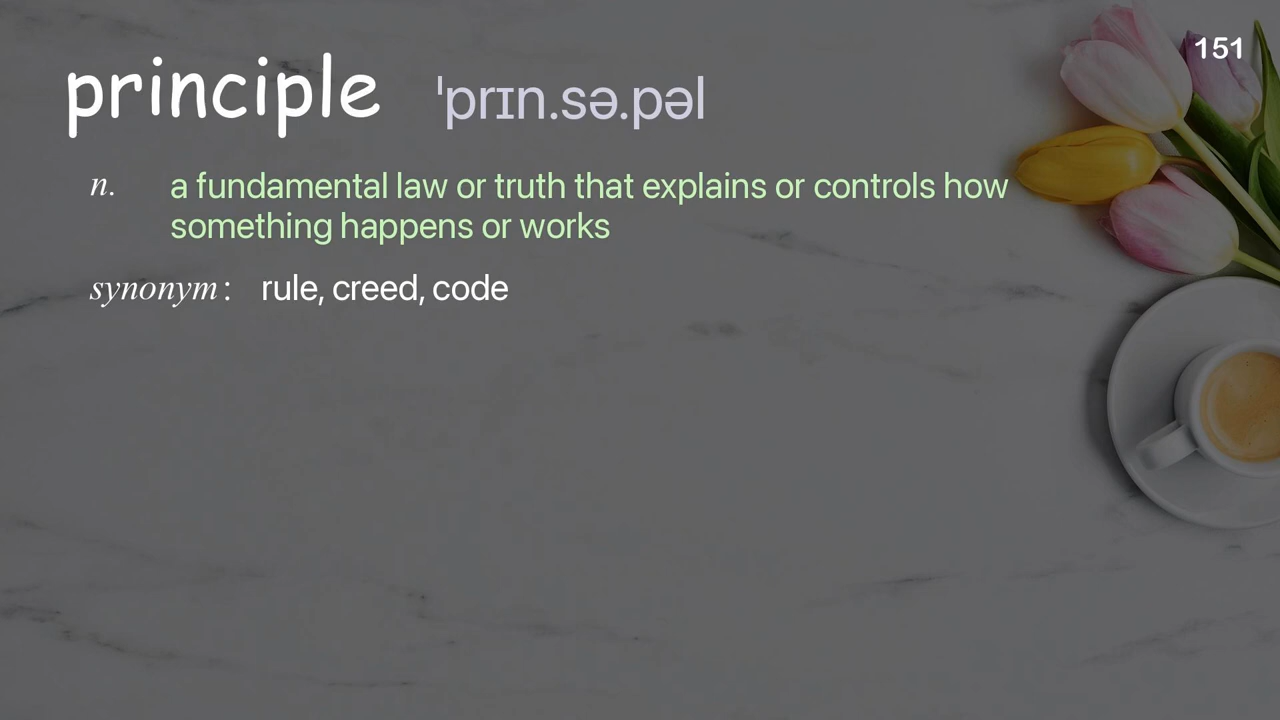 151
principle ˈprɪn.sə.pəl
n. a fundamental law or truth that explains or controls how
something happens or works
synonym: rule, creed, code